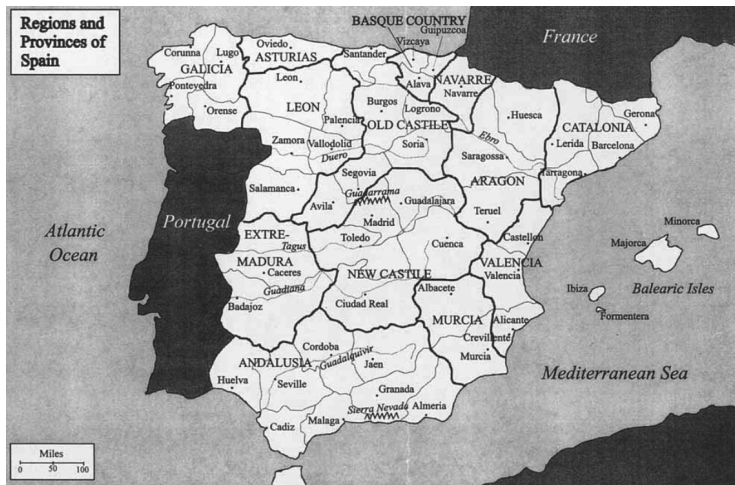 Regions and
Provinces of
Spain
BASQUE COUNTRY
Guipuzcoa
Vizcaya
France
Corunna
Lugo
Oviedo
ASTURIAS
Santander
GALICIA
Pontevedra
Orense
Leon
LEON
Palencia
Alava
NAVARRE
Navarre
Burgos
Logrono
OLD CASTILE
Soria
Huesca
CATALONIA
Gerona
Lerida
Barcelona
Tarragona
Zamora
Valladolid
Duero
Ebro
Saragossa
ARAGON
Teruel
Salamanca
Segovia
Avila
Guadarrama
Guadalajara
Madrid
Portugal
Atlantic
Ocean
EXTRE-
MADURA
Tagus
Caceres
Guadiana
Badajoz
Toledo
Cuenca
NEW CASTILE
Ciudad Real
Castellon
VALENCIA
Valencia
Minorca
Majorca
Ibiza
Balearic Isles
Formentera
Albacete
MURCIA
Alicante
Crevillente
Murcia
Mediterranean Sea
Cordoba
ANDALUSIA
Guadalquivir
Jaen
Huelva
Seville
Granada
Sierra Nevada
Almeria
Malaga
Cadiz
Miles
0 50 100